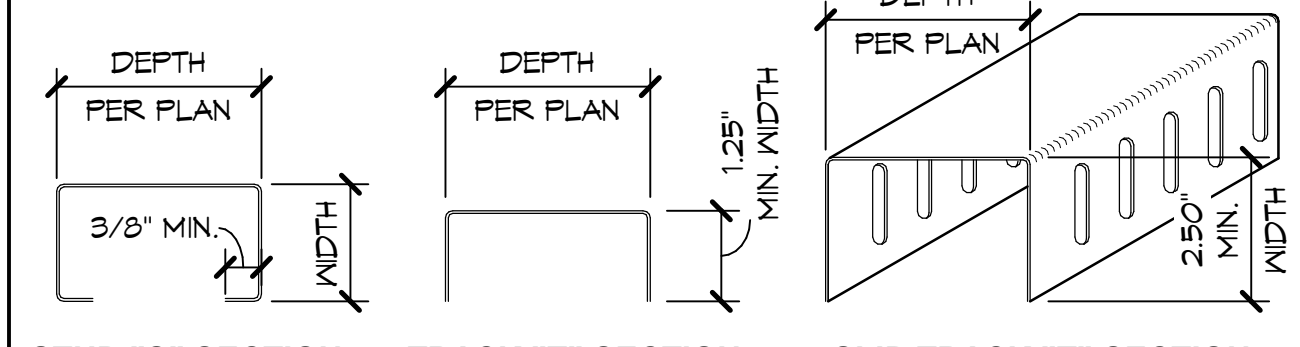 DEPTH
PER PLAN
3/8" MIN.
WIDTH
DEPTH
PER PLAN
1.25"
MIN. WIDTH
DEPTH
PER PLAN
2.50"
MIN.
WIDTH